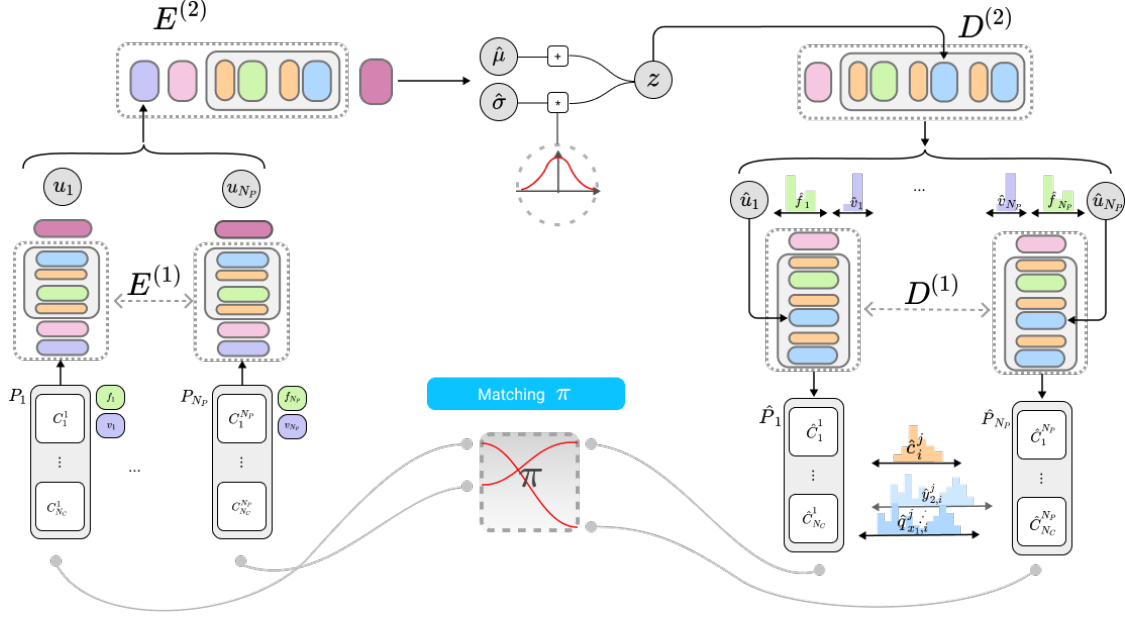 E^{(2)}
D^{(2)}
μ̂
+
z
σ̂
*
u_1
u_{N_P}
û_1
f̂_1
v̂_1
...
v̂_{N_P}
f̂_{N_P}
û_{N_P}
E^{(1)}
D^{(1)}
P_1
f_1
v_1
C_1^1
⋮
C_{N_C}^1
...
P_{N_P}
f_{N_P}
v_{N_P}
C_1^{N_P}
⋮
C_{N_C}^{N_P}
Matching π
π
P̂_1
Ĉ_1^1
⋮
Ĉ_{N_C}^1
ĉ_i^j
ŷ_{2,i}^j
⋰
q̂_{x_{1,i}}^j
P̂_{N_P}
Ĉ_1^{N_P}
⋮
Ĉ_{N_C}^{N_P}